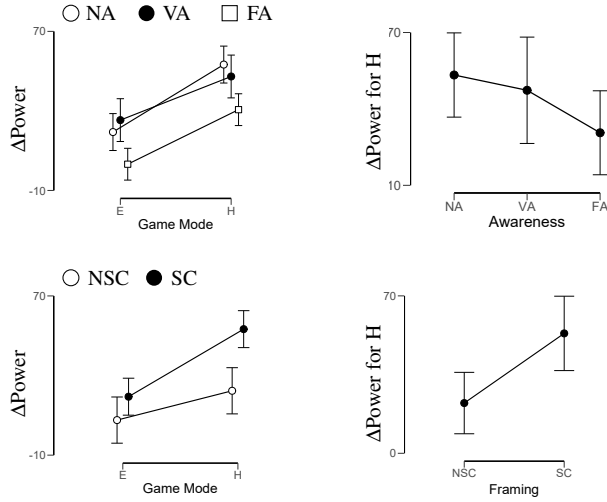 NA VA FA
70
ΔPower
-10
E H
Game Mode
70
ΔPower for H
10
NA VA FA
Awareness
NSC SC
70
ΔPower
-10
E H
Game Mode
70
ΔPower for H
0
NSC SC
Framing